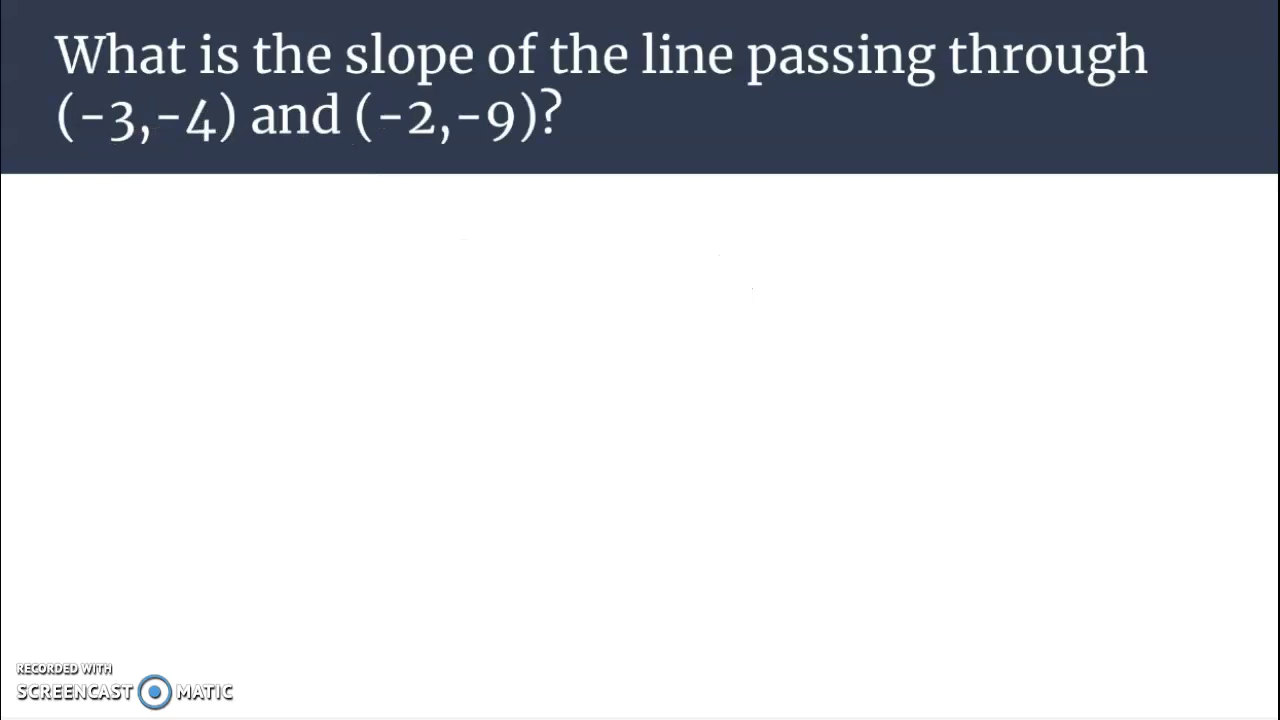 What is the slope of the line passing through
(-3,-4) and (-2,-9)?
RECORDED WITH
SCREENCAST MATIC